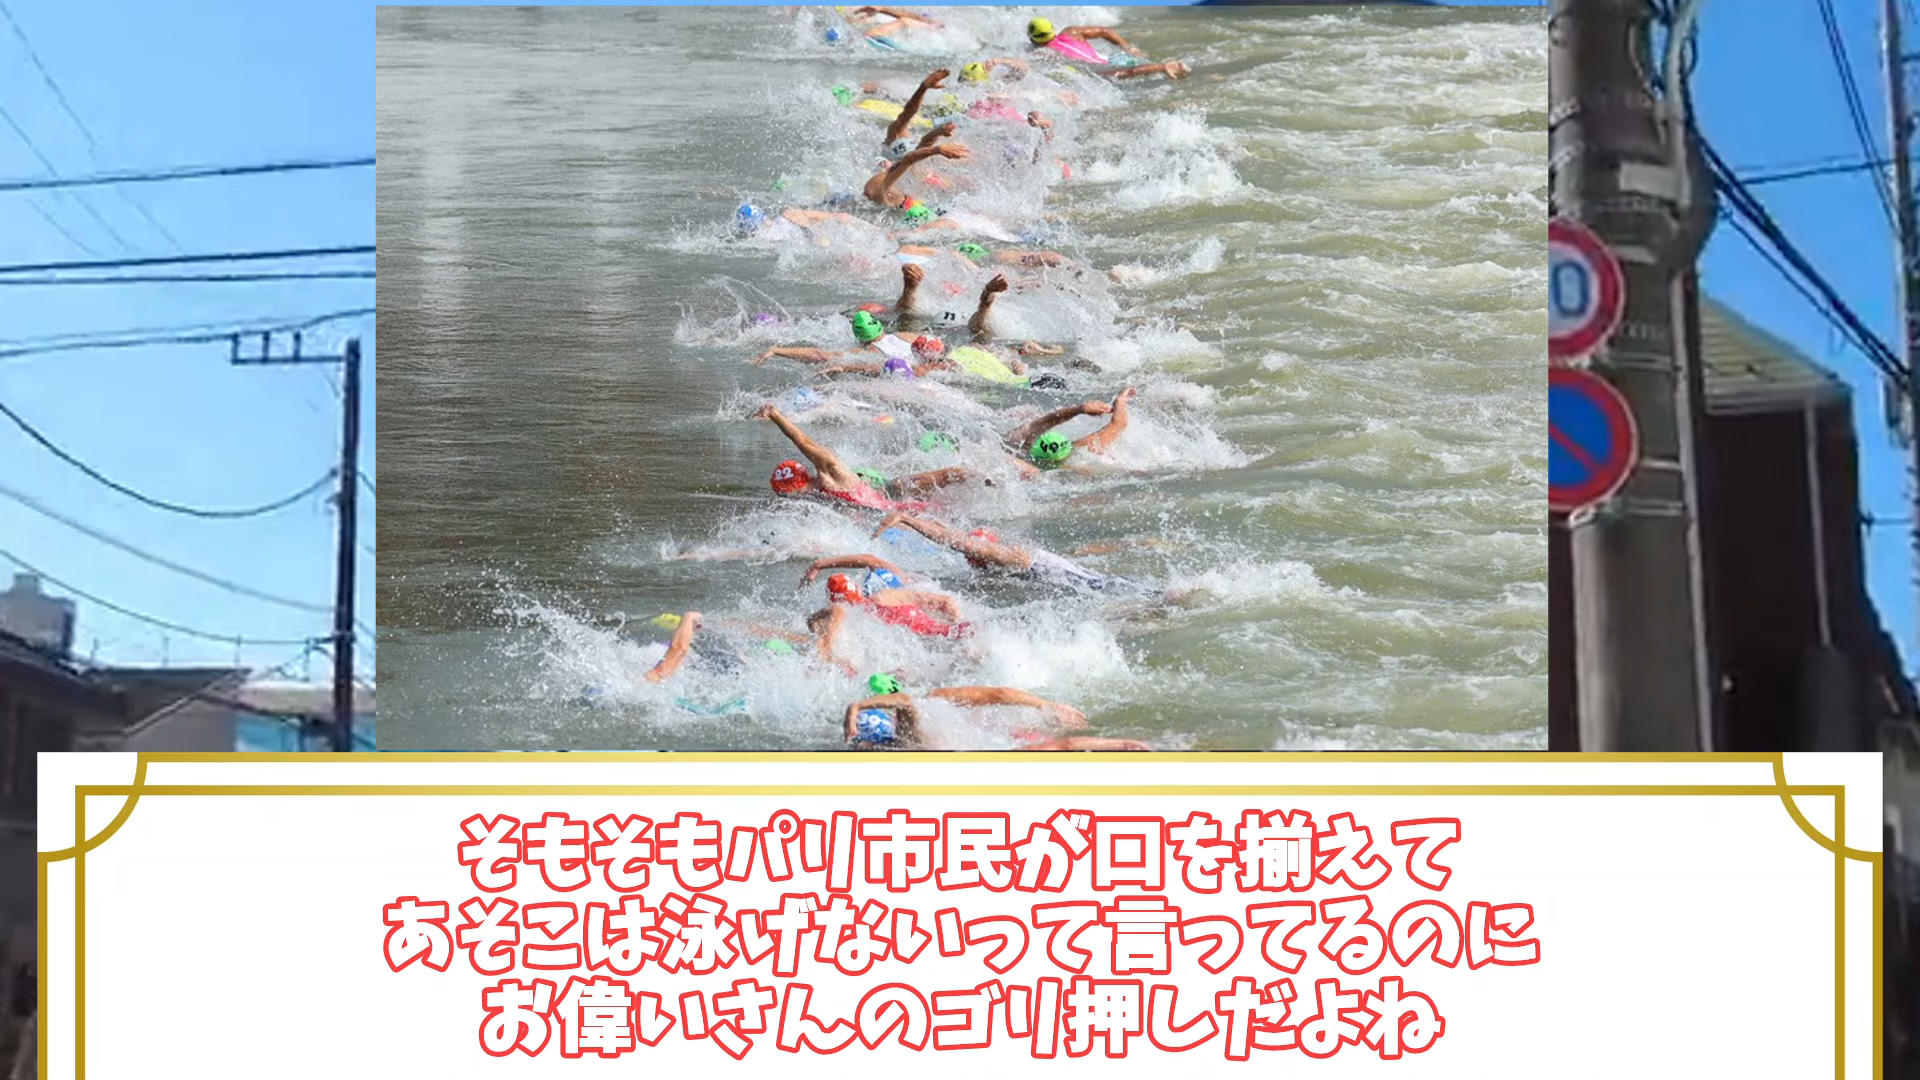 そもそもパリ市民が口を揃えて
あそこは泳げないって言ってるのに
お偉いさんのゴリ押しだよね